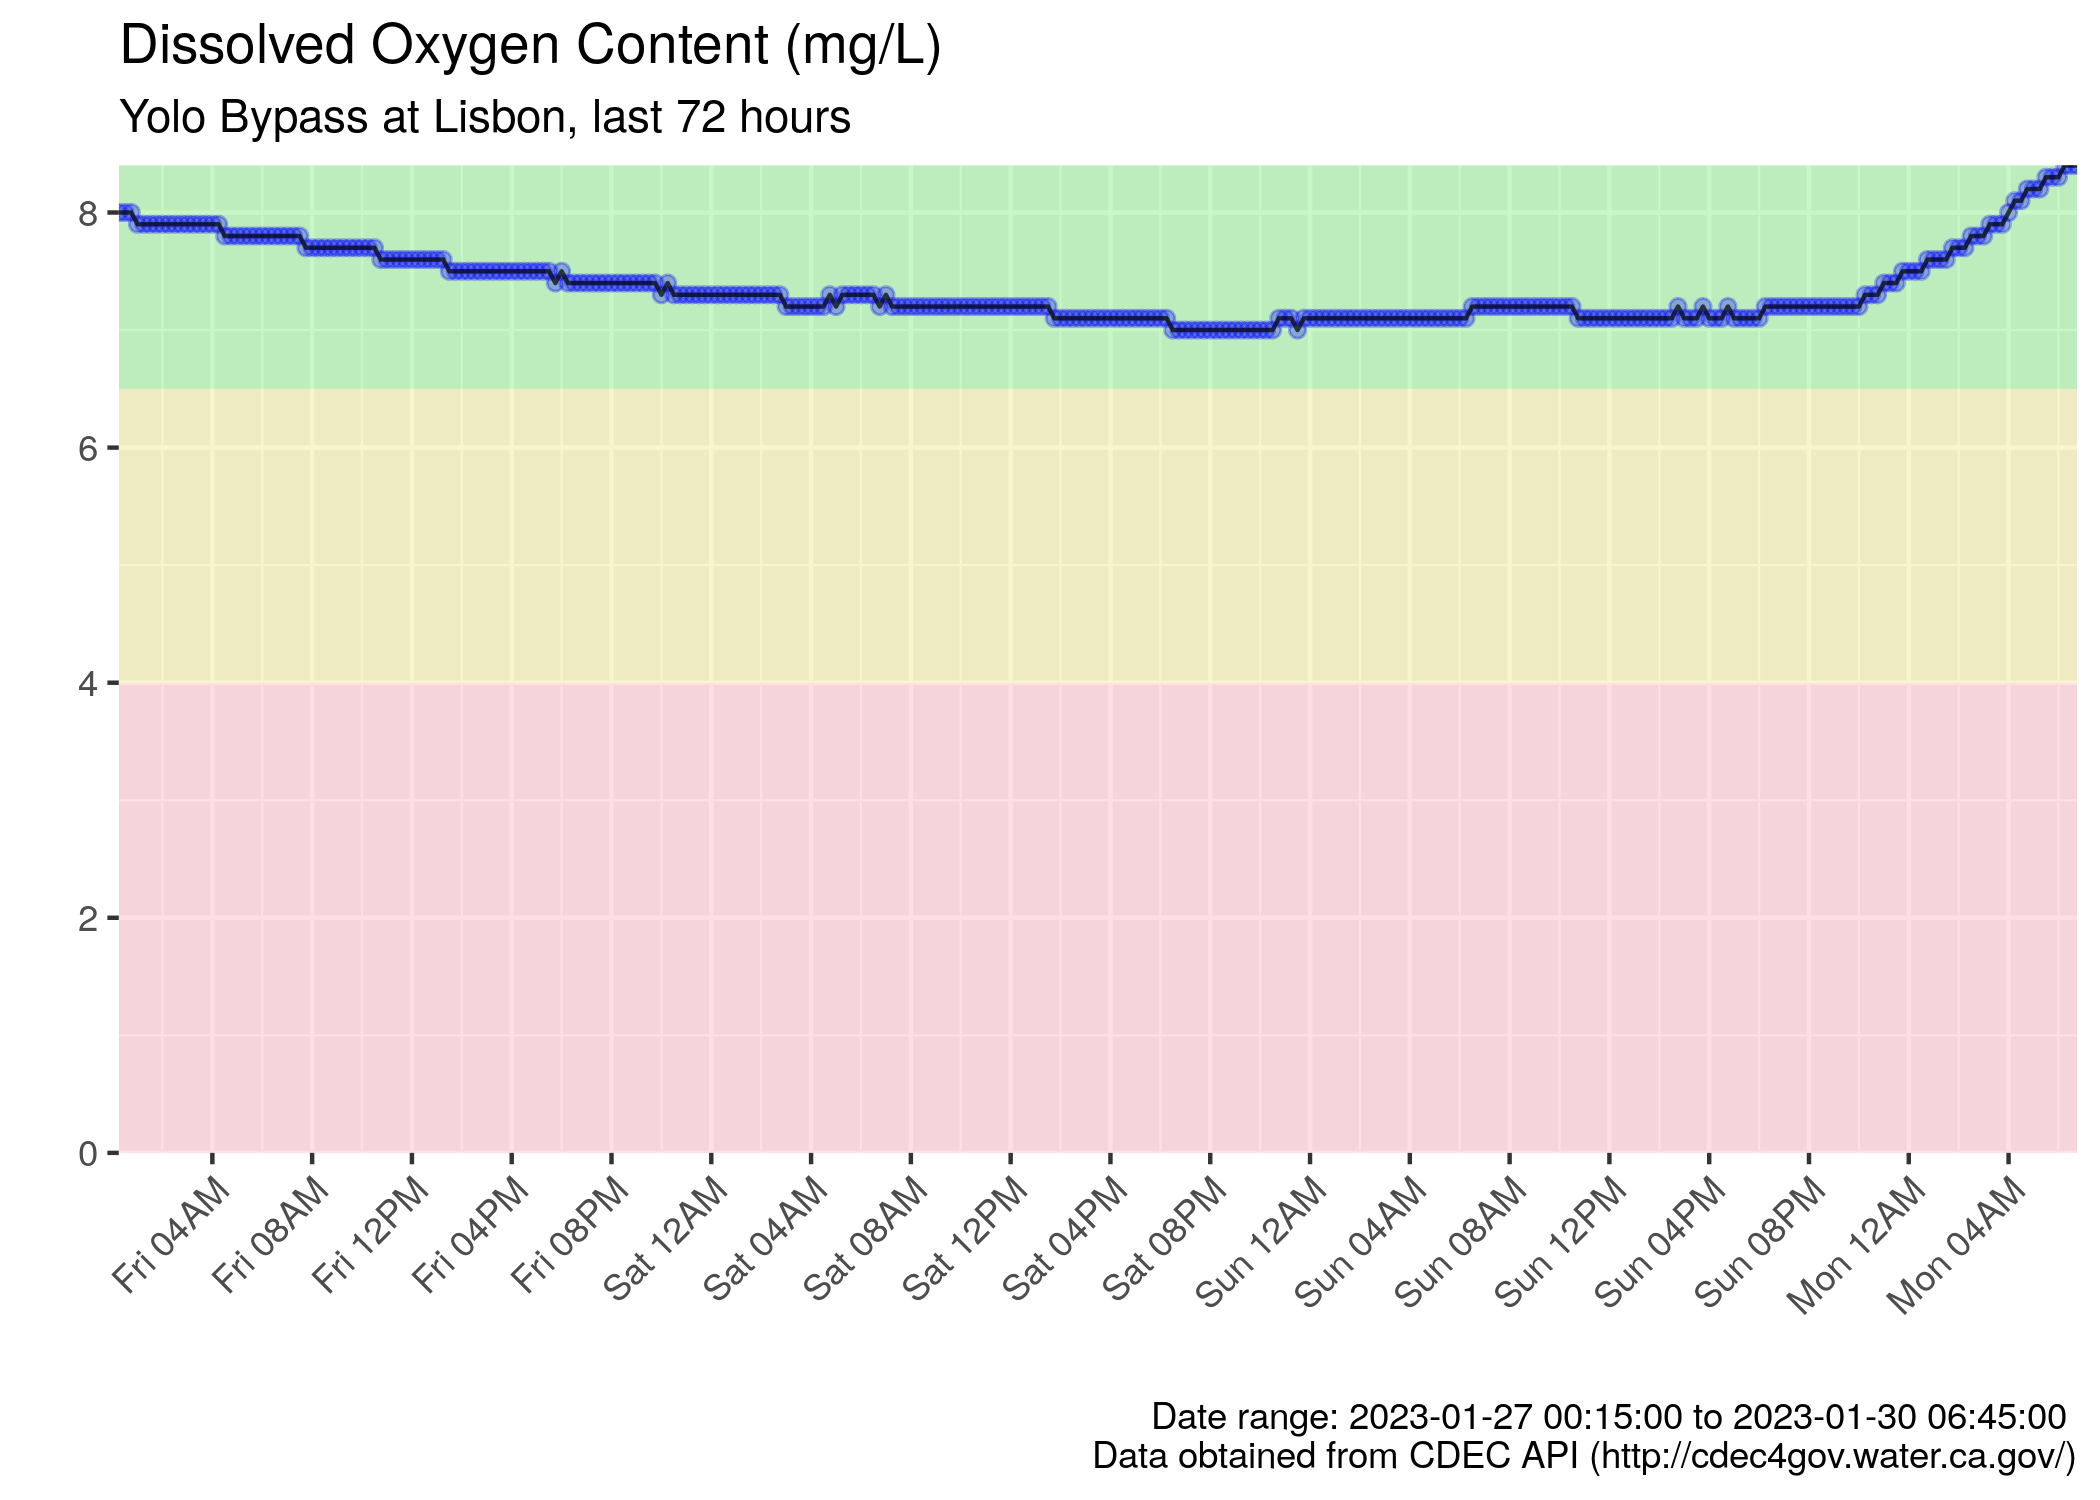 Dissolved Oxygen Content (mg/L)
Yolo Bypass at Lisbon, last 72 hours
8
6
4
2
0
Fri 04AM
Fri 08AM
Fri 12PM
Fri 04PM
Fri 08PM
Sat 12AM
Sat 04AM
Sat 08AM
Sat 12PM
Sat 04PM
Sat 08PM
Sun 12AM
Sun 04AM
Sun 08AM
Sun 12PM
Sun 04PM
Sun 08PM
Mon 12AM
Mon 04AM
Date range: 2023-01-27 00:15:00 to 2023-01-30 06:45:00
Data obtained from CDEC API (http://cdec4gov.water.ca.gov/)